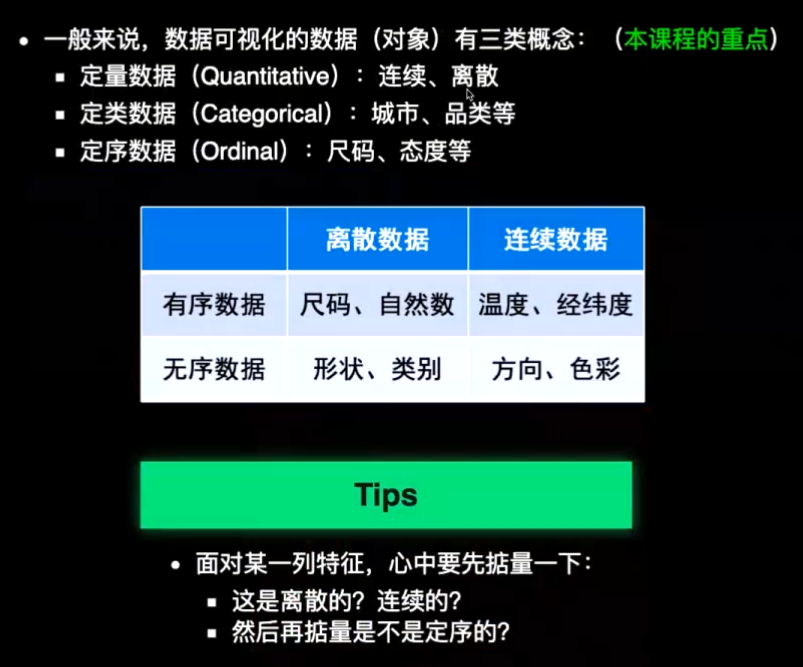 一般来说，数据可视化的数据（对象）有三类概念：（本课程的重点）
定量数据（Quantitative）：连续、离散
定类数据（Categorical）：城市、品类等
定序数据（Ordinal）：尺码、态度等
离散数据 连续数据
有序数据 尺码、自然数 温度、经纬度
无序数据 形状、类别 方向、色彩
Tips
面对某一列特征，心中要先掂量一下：
这是离散的？连续的？
然后再掂量是不是定序的？